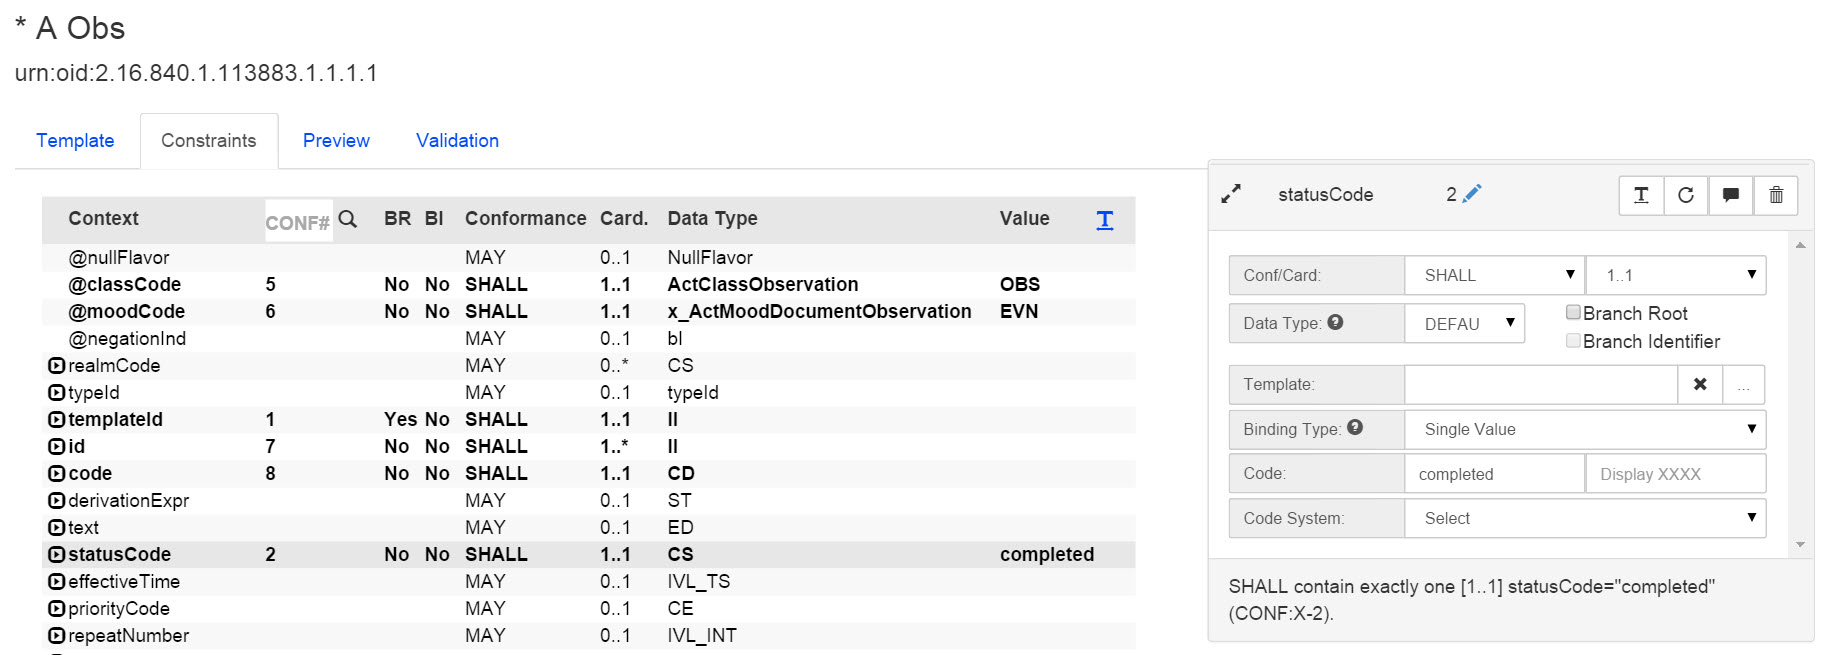 * A Obs
urn:oid:2.16.840.1.113883.1.1.1.1
Template Constraints Preview Validation
Context CONF# BR BI Conformance Card. Data Type Value T
@nullFlavor MAY 0..1 NullFlavor
@classCode 5 No No SHALL 1..1 ActClassObservation OBS
@moodCode 6 No No SHALL 1..1 x_ActMoodDocumentObservation EVN
@negationInd MAY 0..1 bl
realmCode MAY 0..* CS
typeId MAY 0..1 typeId
templateId 1 Yes No SHALL 1..1 II
id 7 No No SHALL 1..* II
code 8 No No SHALL 1..1 CD
derivationExpr MAY 0..1 ST
text MAY 0..1 ED
statusCode 2 No No SHALL 1..1 CS completed
effectiveTime MAY 0..1 IVL_TS
priorityCode MAY 0..1 CE
repeatNumber MAY 0..1 IVL_INT
statusCode 2
Conf/Card: SHALL 1..1
Data Type: DEFAU Branch Root
Branch Identifier
Template: ...
Binding Type: Single Value
Code: completed Display XXXX
Code System: Select
SHALL contain exactly one [1..1] statusCode="completed"
(CONF:X-2).